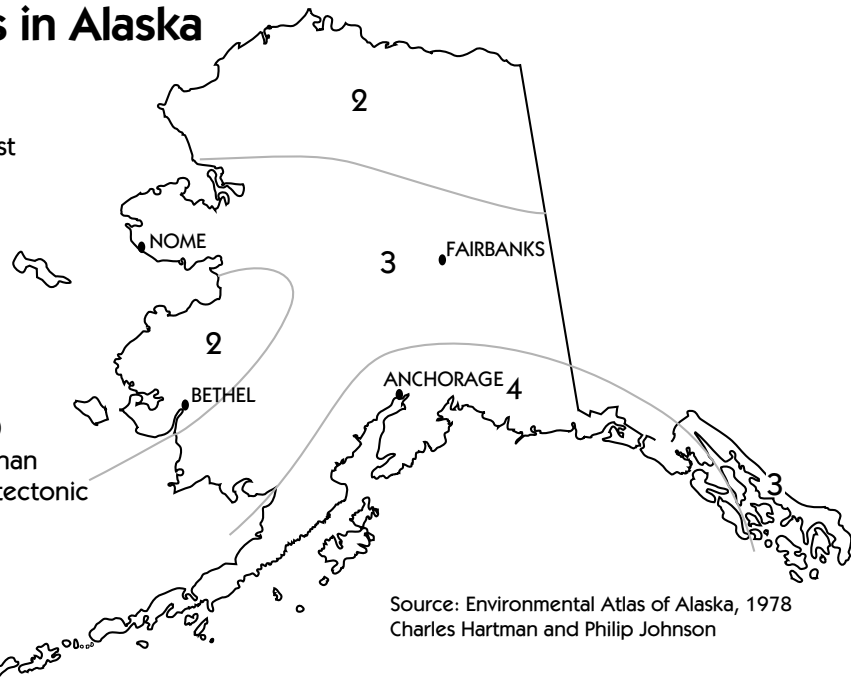 s in Alaska
2
st
NOME
3
FAIRBANKS
2
ANCHORAGE
4
BETHEL
)
han
tectonic
3
Source: Environmental Atlas of Alaska, 1978
Charles Hartman and Philip Johnson